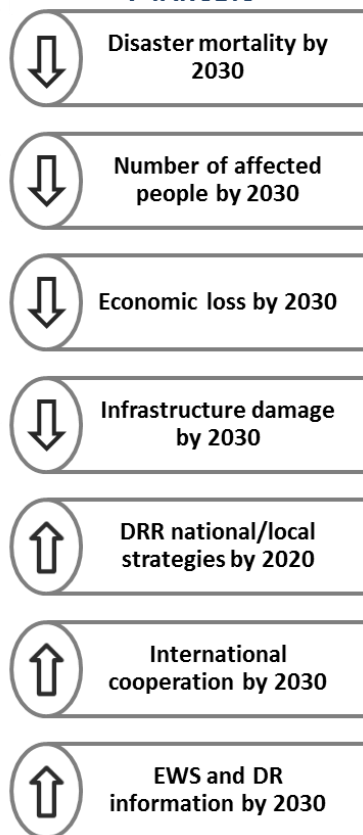 Disaster mortality by
2030
Number of affected
people by 2030
Economic loss by 2030
Infrastructure damage
by 2030
DRR national/local
strategies by 2020
International
cooperation by 2030
EWS and DR
information by 2030